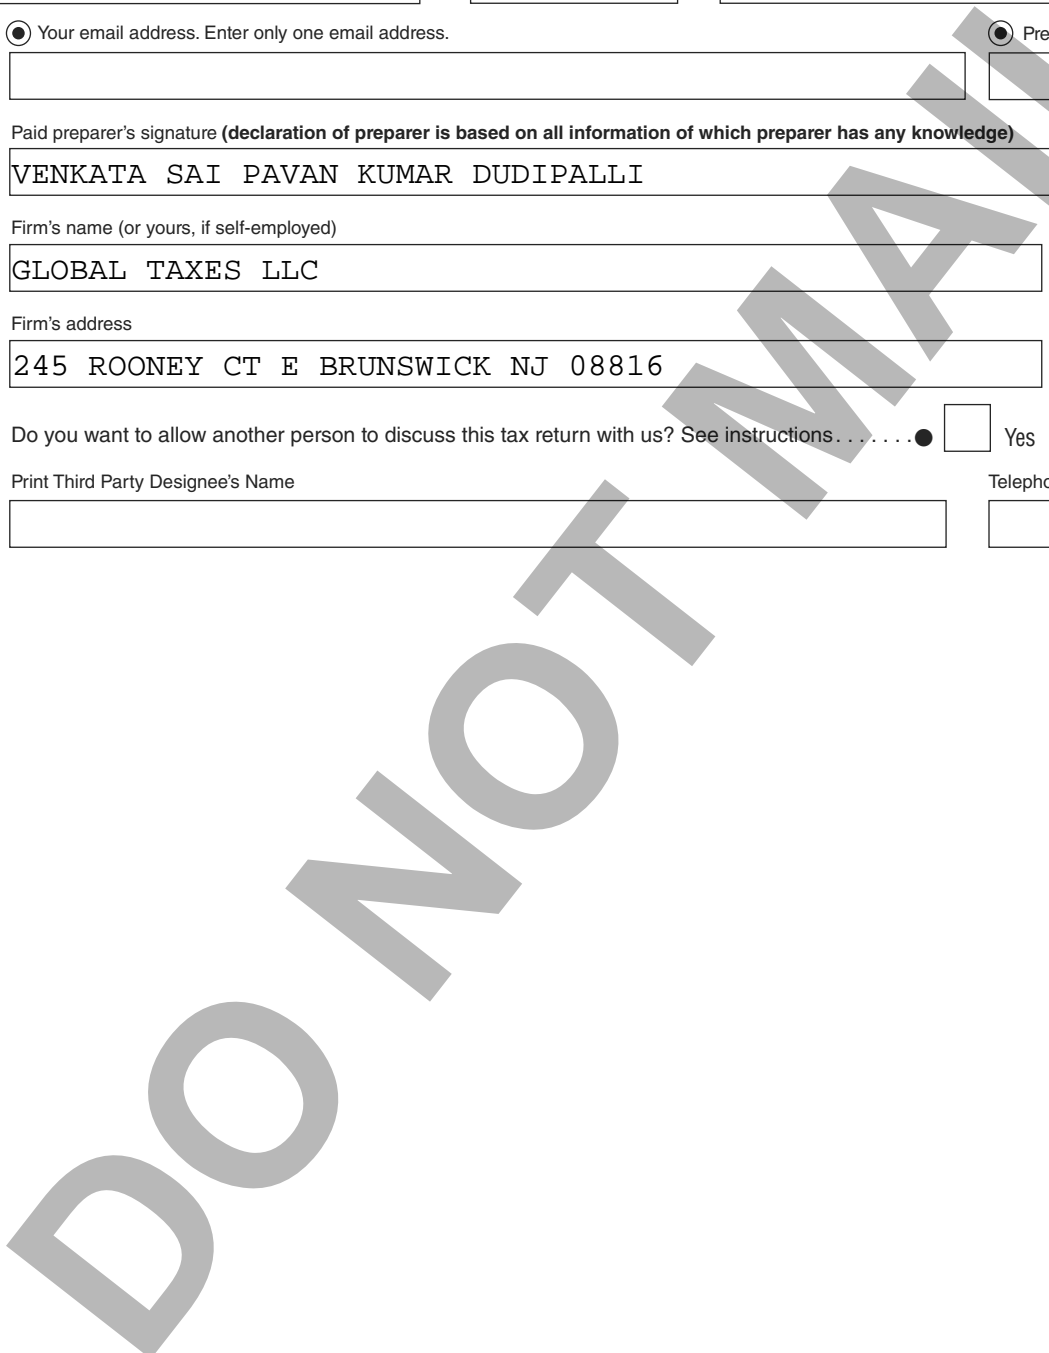 Your email address. Enter only one email address.
Pre
Paid preparer's signature (declaration of preparer is based on all information of which preparer has any knowledge)
VENKATA SAI PAVAN KUMAR DUDIPALLI
Firm's name (or yours, if self-employed)
GLOBAL TAXES LLC
Firm's address
245 ROONEY CT E BRUNSWICK NJ 08816
Do you want to allow another person to discuss this tax return with us? See instructions. . . . . . . Yes
Print Third Party Designee's Name
Telepho
DO NOT MAIL